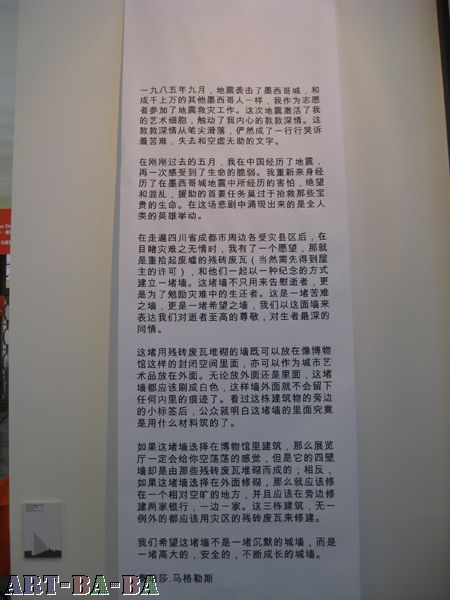 一九八五年九月，地震袭击了墨西哥城，和
成千上万的其他墨西哥人一样，我作为志愿
者参加了地震救灾工作。这次地震激活了我
的艺术细胞，触动了我内心的款款深情。这
款款深情从笔尖滑落，俨然成了一行行哭诉
着苦难，失去和空虚无助的文字。
在刚刚过去的五月，我在中国经历了地震，
再一次感受到了生命的脆弱。我重新亲身经
历了在墨西哥城地震中所经历的害怕，绝望
和混乱，援助的首要任务莫过于抢救那些宝
贵的生命。在这场悲剧中涌现出来的是全人
类的英雄举动。
在走遍四川省成都市周边各受灾县区后，在
目睹灾难之无情时，我有了一个愿望，那就
是重拾起废墟的残砖废瓦（当然需先得到屋
主的许可），和他们一起以一种纪念的方式
建立一堵墙。这堵墙不只用来告慰逝者，更
是为了勉励灾难中的生还者。这是一堵苦难
之墙，更是一堵希望之墙，我们以这面墙来
表达我们对逝者至高的尊敬，对生者最深的
同情。
这堵用残砖废瓦堆砌的墙既可以放在像博物
馆这样的封闭空间里面，亦可以作为城市艺
术品放在外面。无论放外面还是里面，这堵
墙都应该刷成白色，这样墙外面就不会留下
任何内里的痕迹了。看过这栋建筑物的旁边
的小标签后，公众就明白这堵墙的里面究竟
是用什么材料筑的了。
如果这堵墙选择在博物馆里建筑，那么展览
厅一定会给你空荡荡的感觉，但是它的四壁
墙却是由那些残砖废瓦堆砌而成的；相反，
如果这堵墙选择在外面修砌，那么就应该修
在一个相对空旷的地方，并且应该在旁边修
建两家银行，一边一家。这三栋建筑，无一
例外的都应该用灾区的残砖废瓦来修建。
我们希望这堵墙不是一堵沉默的城墙，而是
一堵高大的，安全的，不断成长的城墙。
莎.马格勒斯
ART-BA-BA